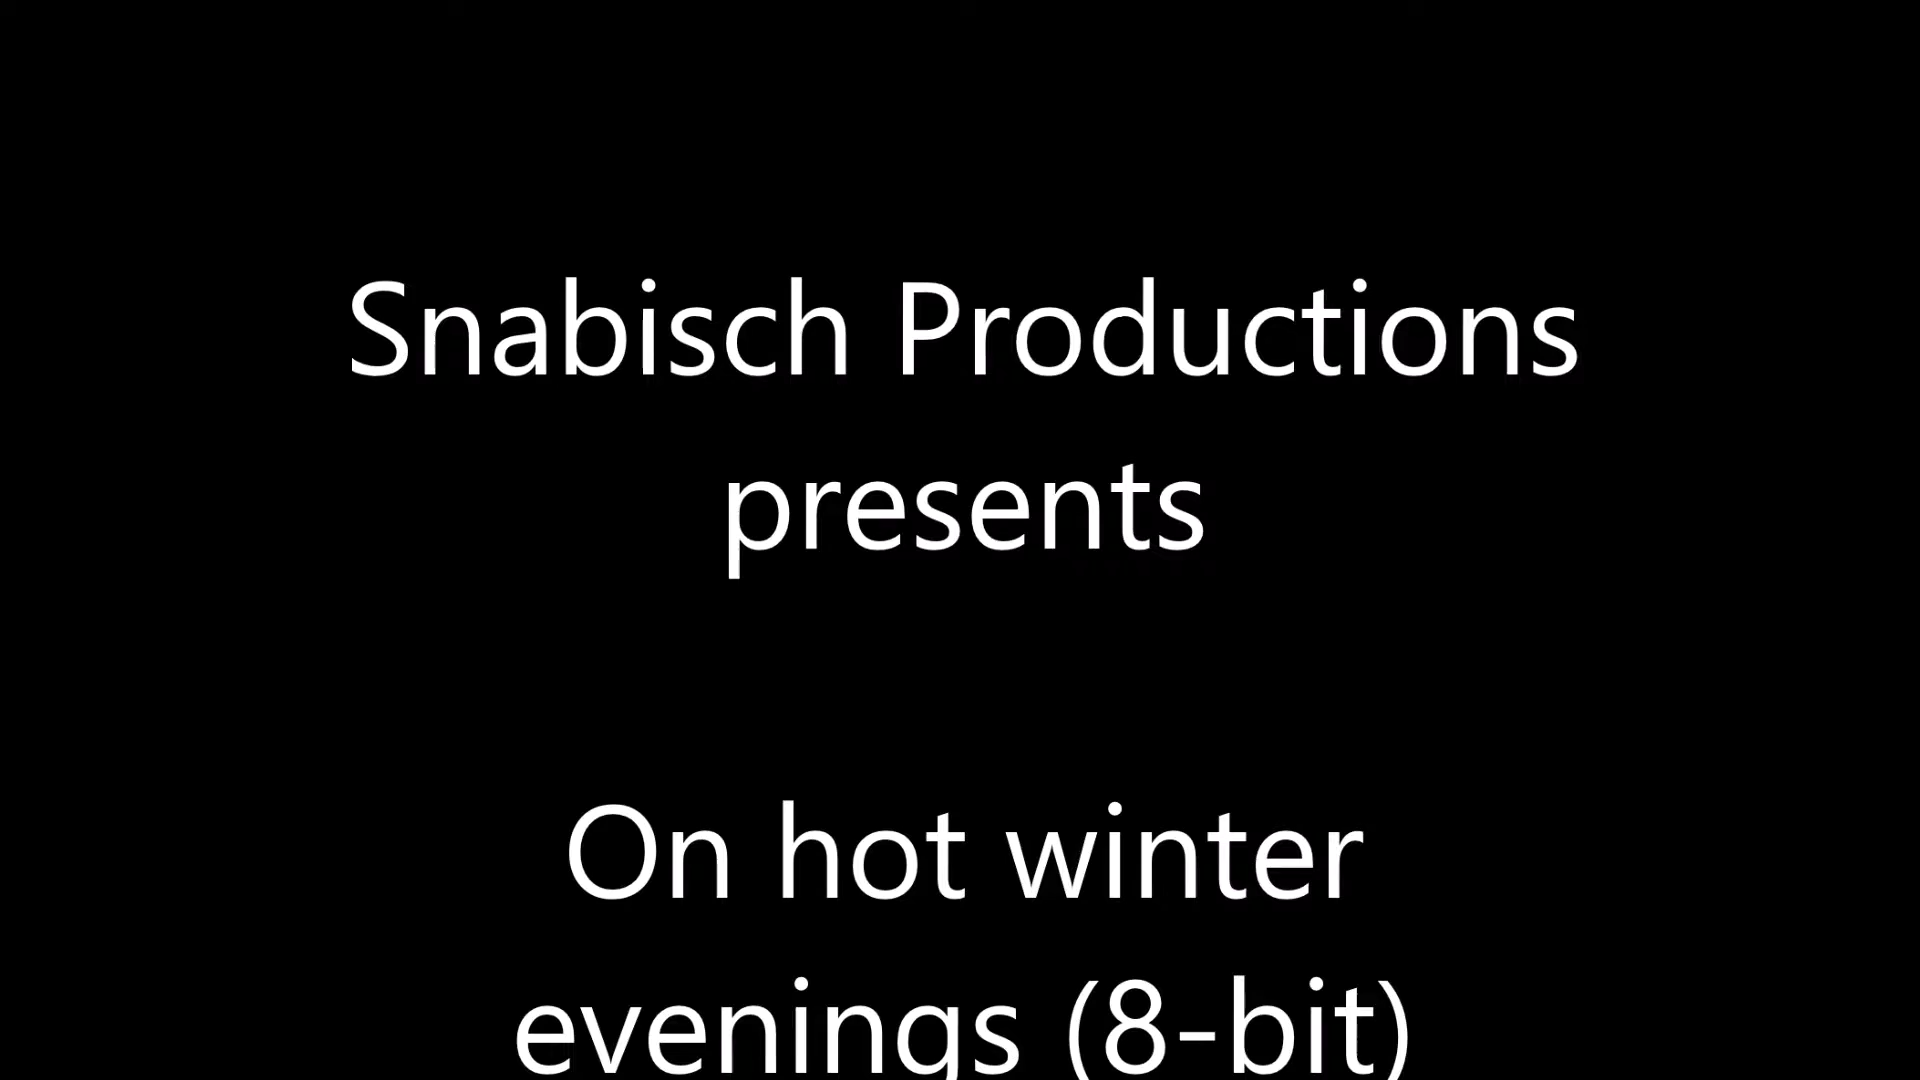 Snabisch Productions
presents
On hot winter
evenings (8-bit)